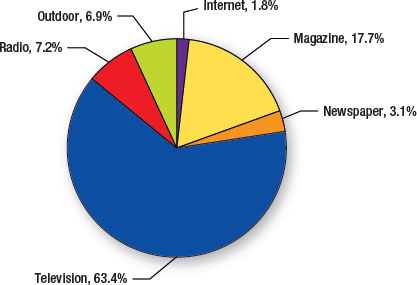 Internet, 1.8%
Outdoor, 6.9%
Magazine, 17.7%
Radio, 7.2%
Newspaper, 3.1%
Television, 63.4%